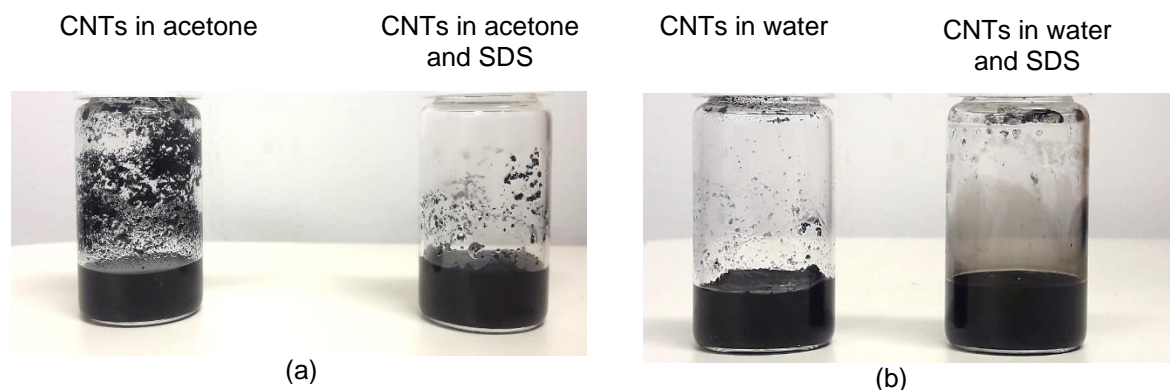 CNTs in acetone
CNTs in acetone
and SDS
CNTs in water
CNTs in water
and SDS
(a)
(b)